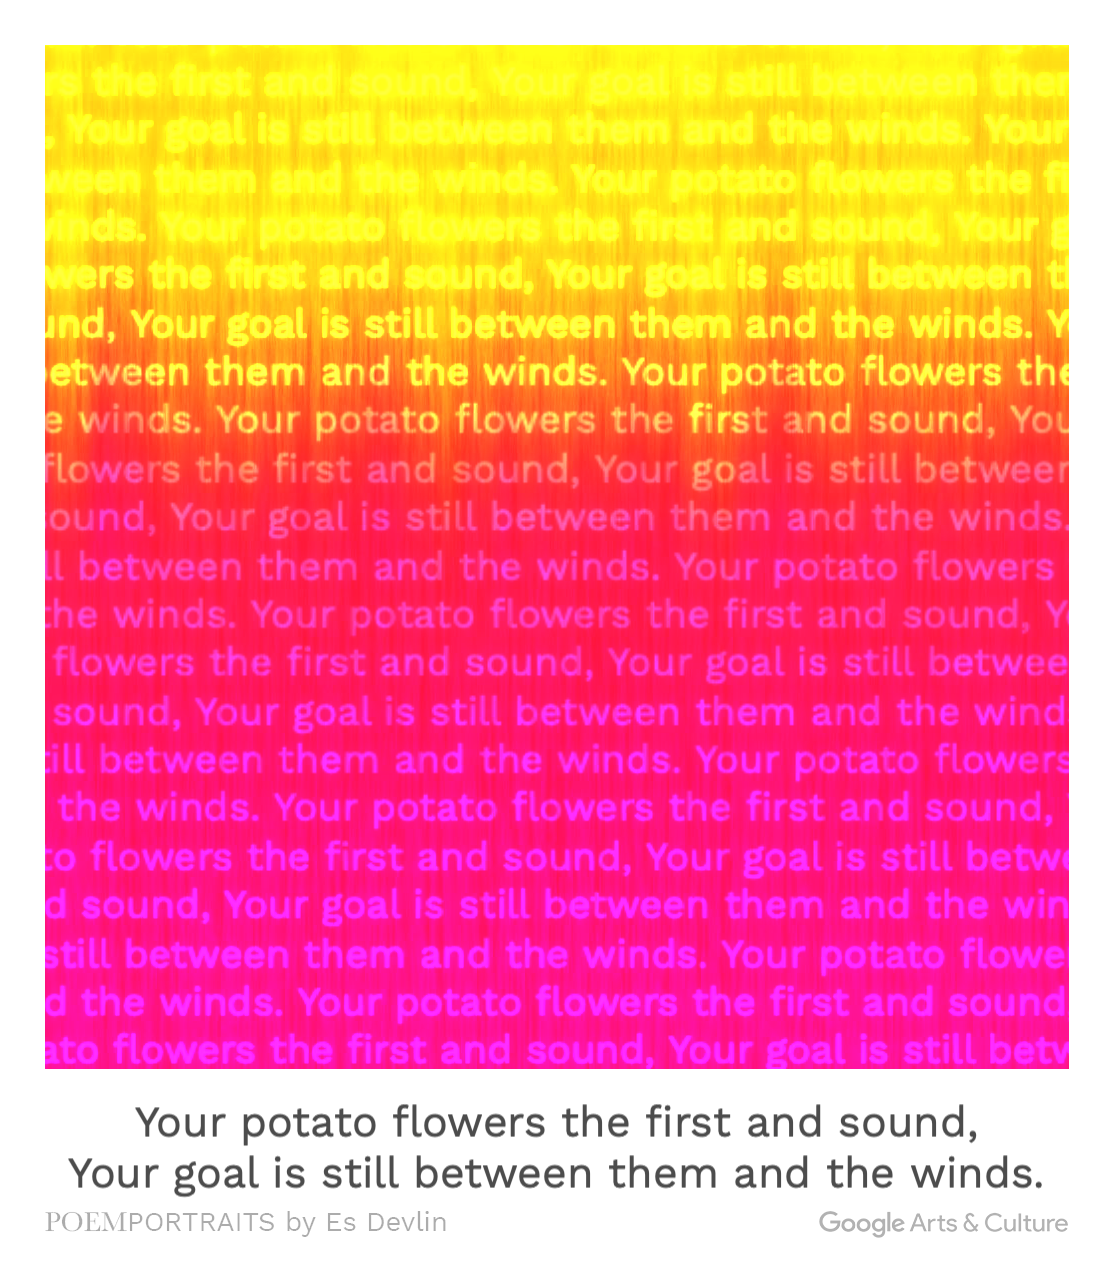 s the first and sound, Your goal is still between them
, Your goal is still between them and the winds. Your
ween them and the winds. Your potato flowers the fi
winds. Your potato flowers the first and sound, Your g
wers the first and sound, Your goal is still between t
und, Your goal is still between them and the winds. Y
etween them and the winds. Your potato flowers the
e winds. Your potato flowers the first and sound, You
flowers the first and sound, Your goal is still between
ound, Your goal is still between them and the winds.
ll between them and the winds. Your potato flowers
the winds. Your potato flowers the first and sound, Y
flowers the first and sound, Your goal is still betwee
sound, Your goal is still between them and the wind
till between them and the winds. Your potato flowers
the winds. Your potato flowers the first and sound,
to flowers the first and sound, Your goal is still betwe
d sound, Your goal is still between them and the win
still between them and the winds. Your potato flowe
d the winds. Your potato flowers the first and sound
ato flowers the first and sound, Your goal is still betw
Your potato flowers the first and sound,
Your goal is still between them and the winds.
POEMPORTRAITS by Es Devlin
Google Arts & Culture